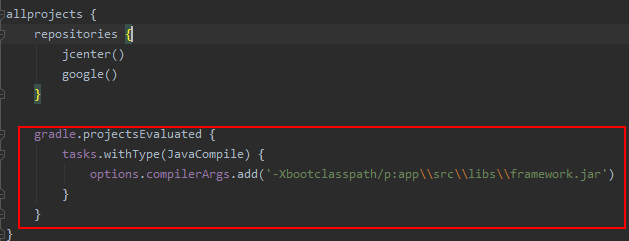 allprojects {
    repositories {
        jcenter()
        google()
    }
    gradle.projectsEvaluated {
        tasks.withType(JavaCompile) {
            options.compilerArgs.add('-Xbootclasspath/p:app\\src\\libs\\framework.jar')
        }
    }
}